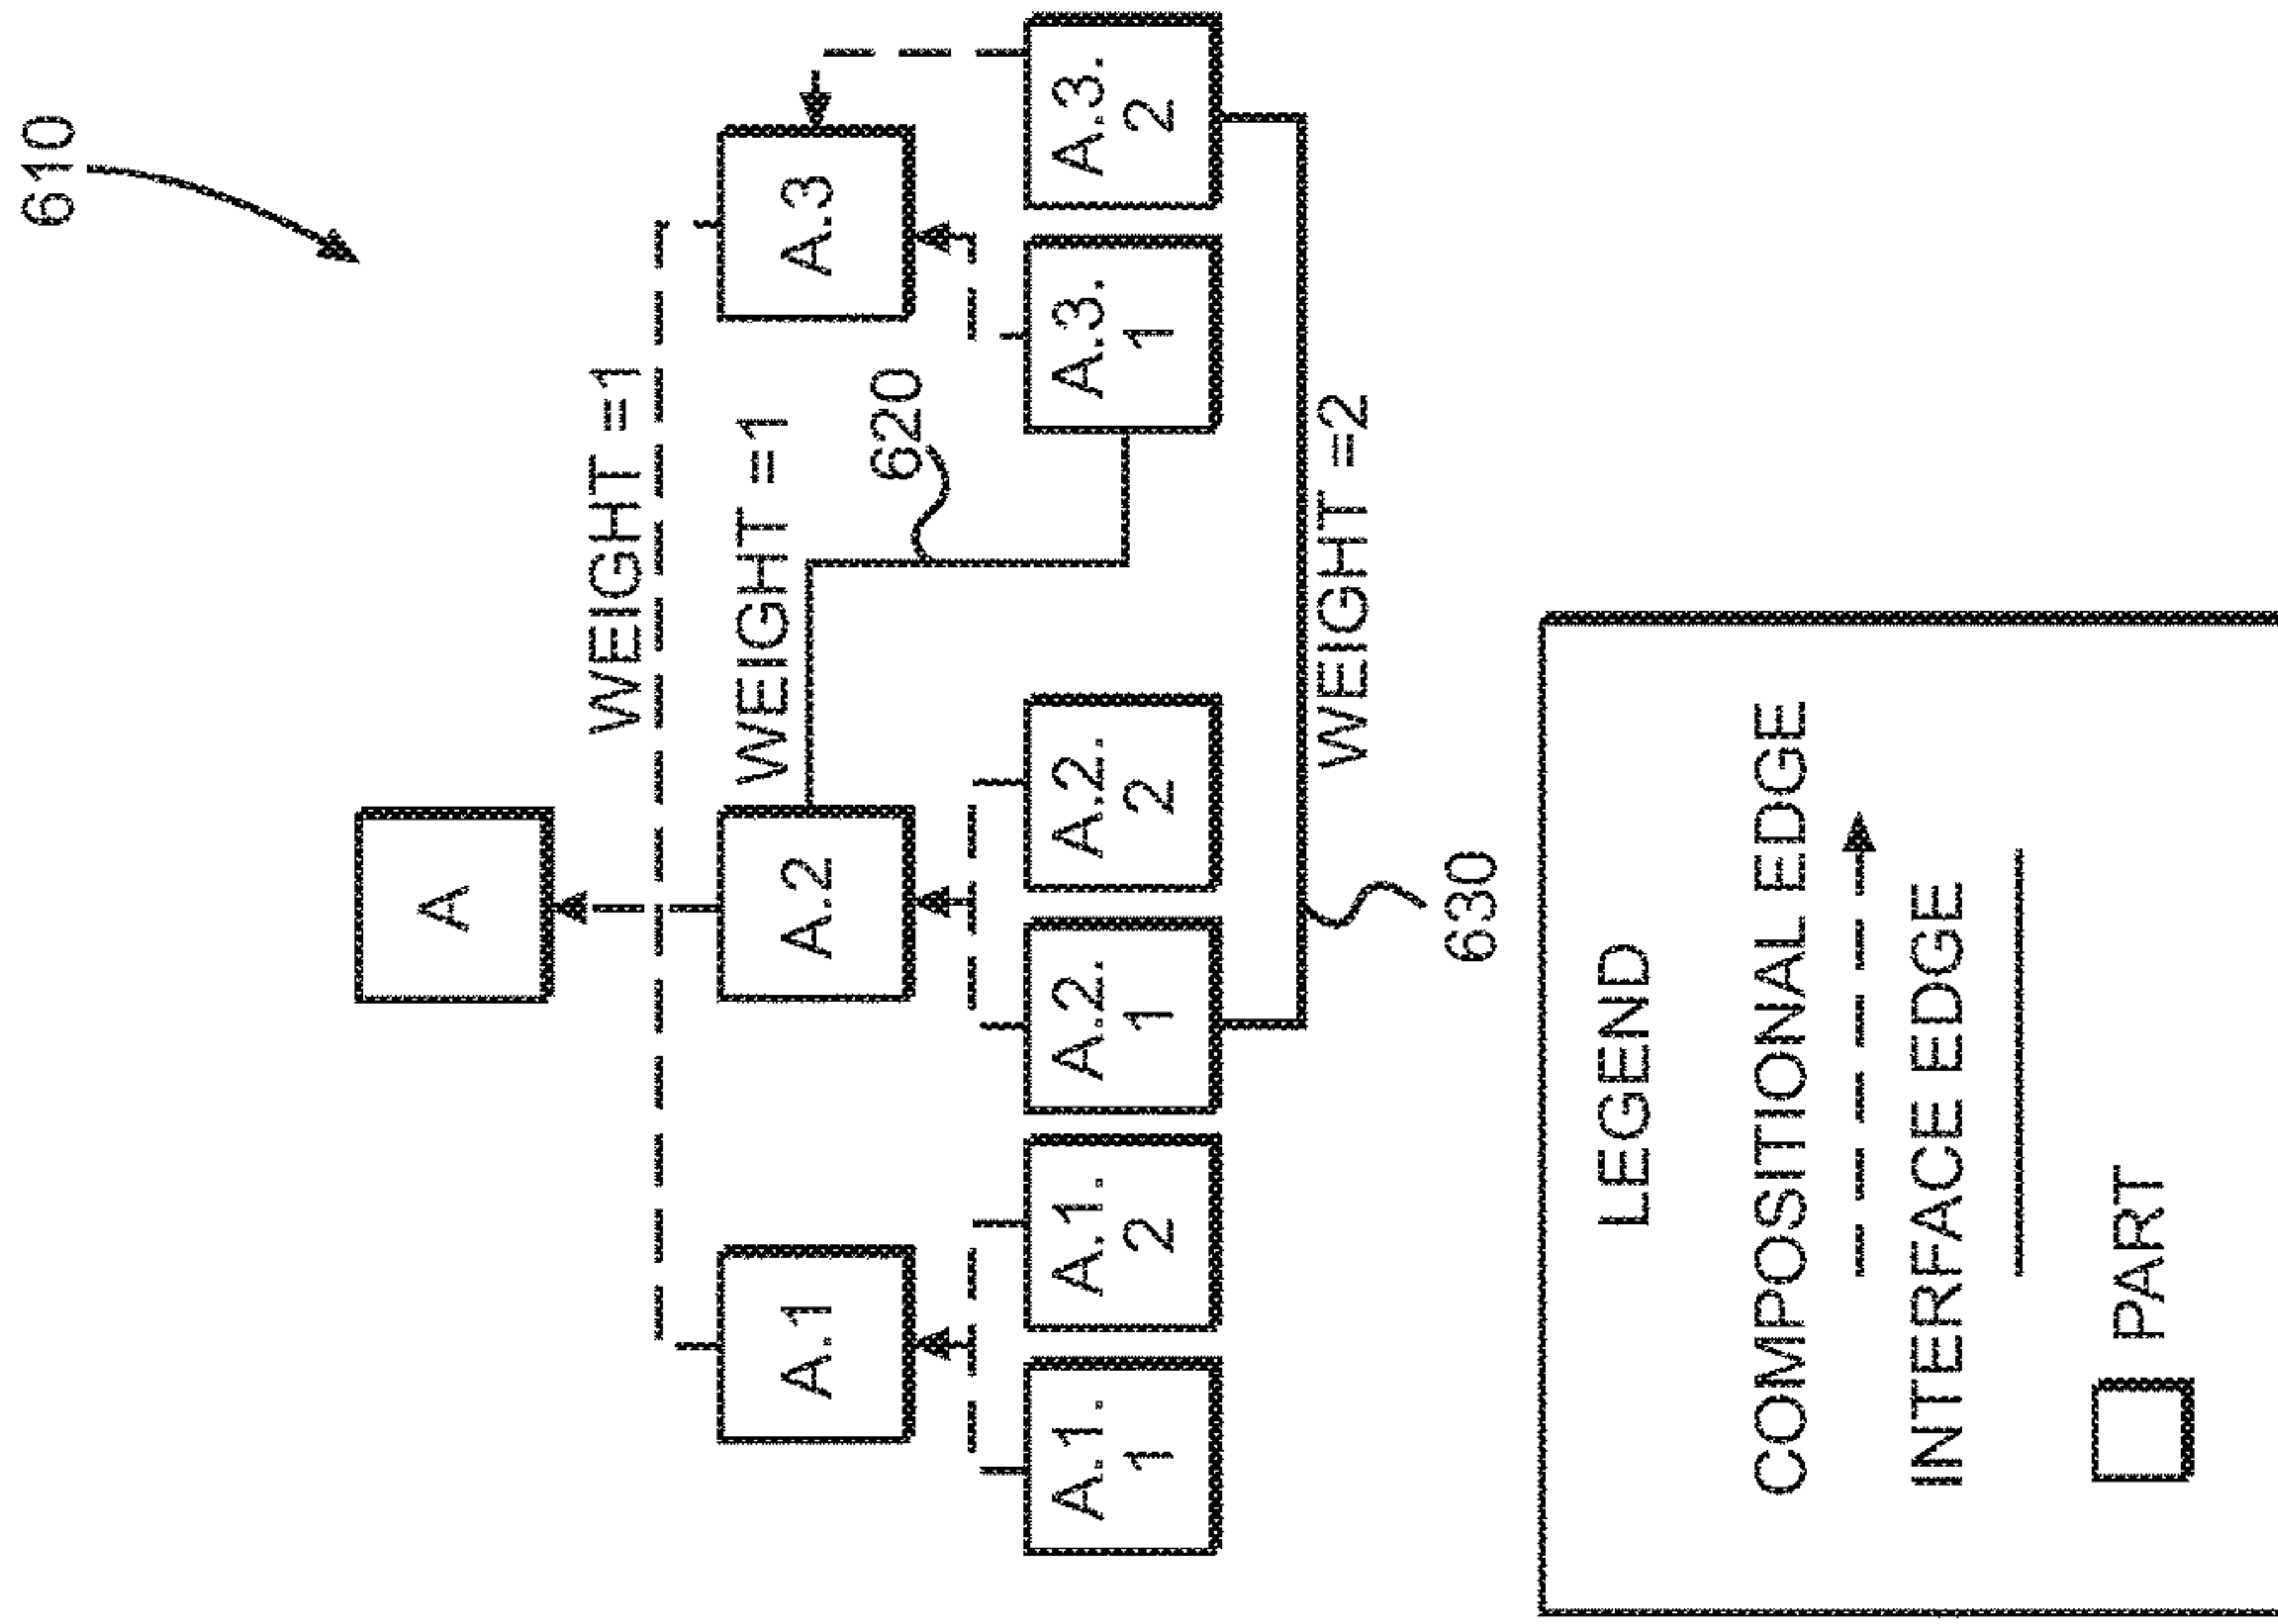 610
A
WEIGHT =1
A.1
A.2
WEIGHT =1
A.3
620
A.1.
1
A.1.
2
A.2.
1
A.2.
2
A.3.
1
A.3.
2
WEIGHT =2
630
LEGEND
COMPOSITIONAL EDGE
INTERFACE EDGE
PART